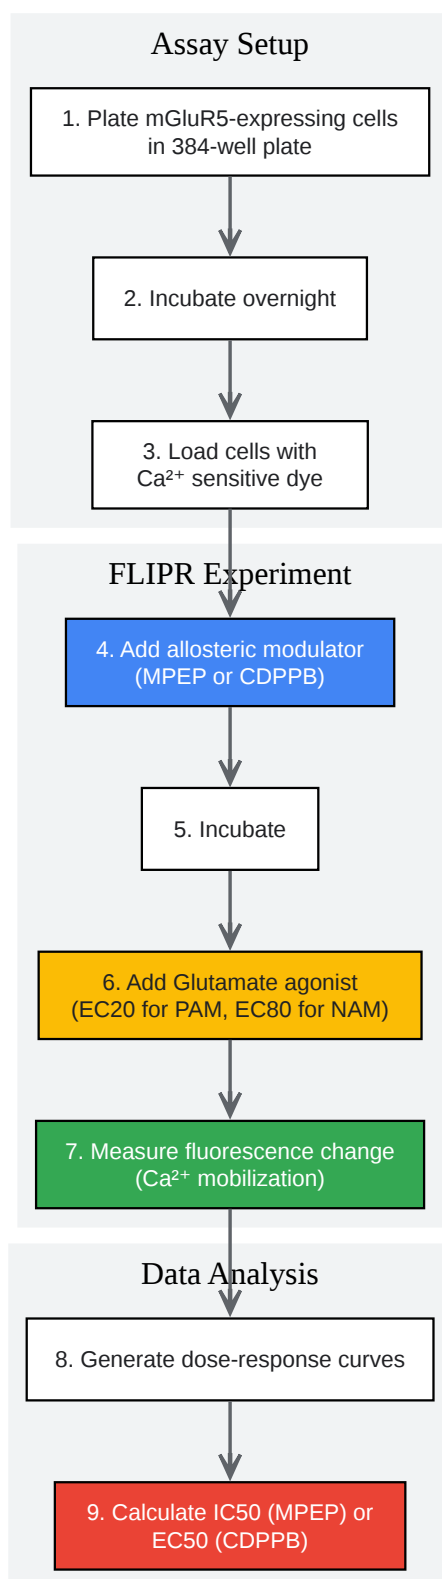 Assay Setup
1. Plate mGluR5-expressing cells
in 384-well plate
2. Incubate overnight
3. Load cells with
Ca²⁺ sensitive dye
FLIPR Experiment
4. Add allosteric modulator
(MPEP or CDPPB)
5. Incubate
6. Add Glutamate agonist
(EC20 for PAM, EC80 for NAM)
7. Measure fluorescence change
(Ca²⁺ mobilization)
Data Analysis
8. Generate dose-response curves
9. Calculate IC50 (MPEP) or
EC50 (CDPPB)